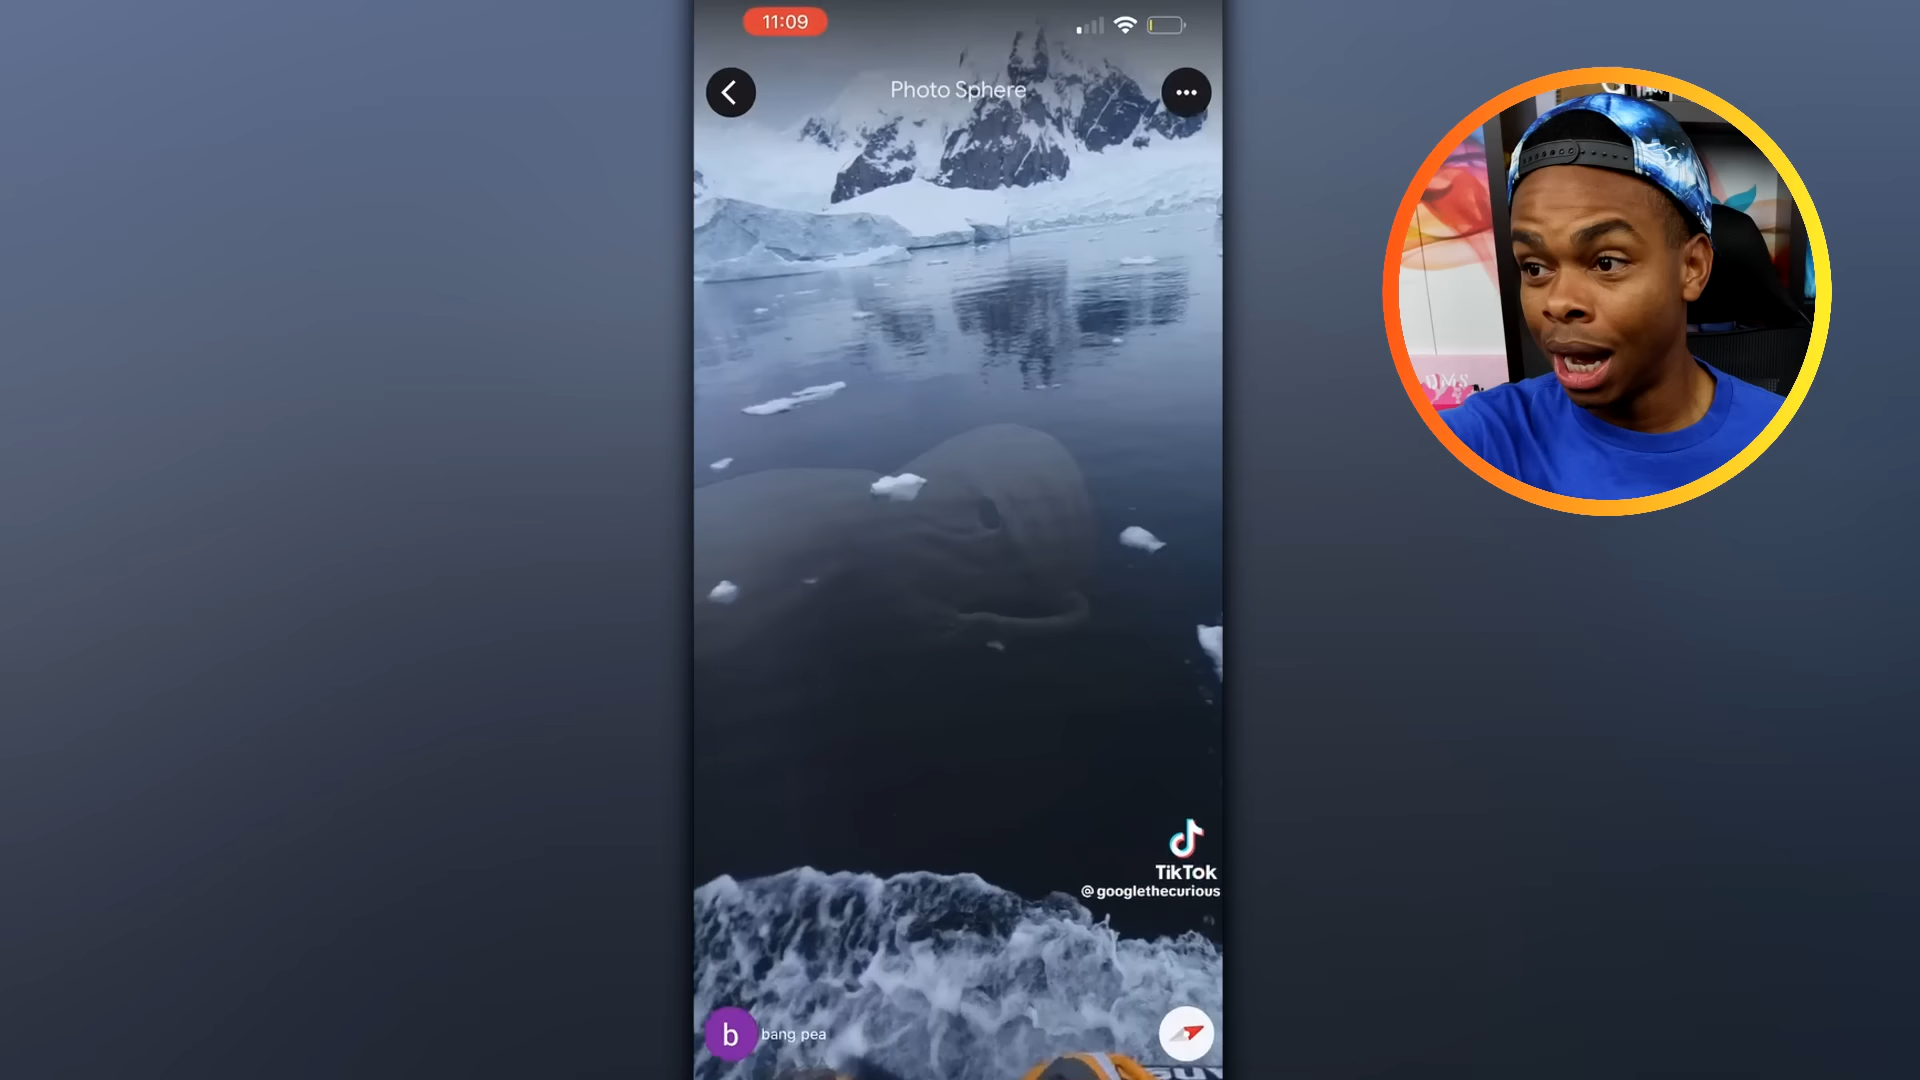 11:09
Photo Sphere
TikTok
@googlethecurious
b
bang pea